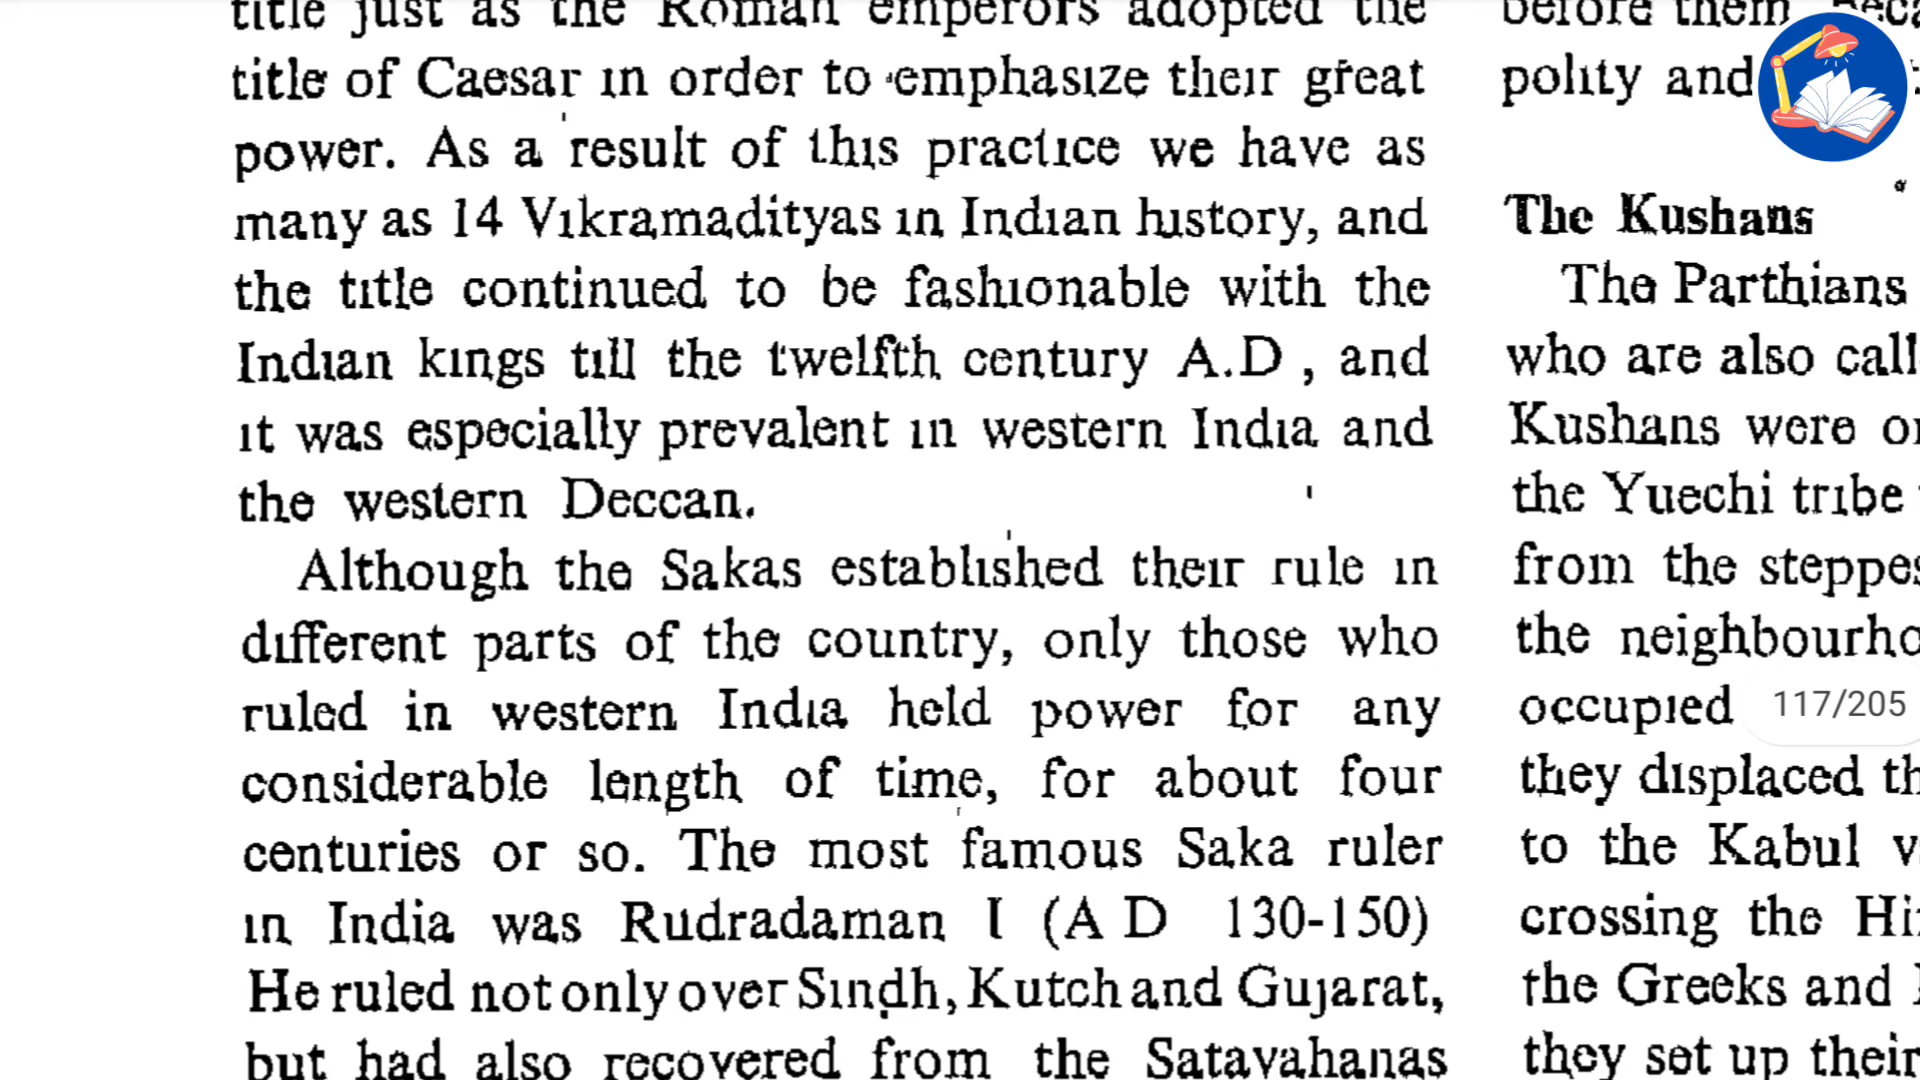 title just as the Roman emperors adopted the
title of Caesar in order to emphasize their great
power. As a result of this practice we have as
many as 14 Vikramadityas in Indian history, and
the title continued to be fashionable with the
Indian kings till the twelfth century A.D , and
it was especially prevalent in western India and
the western Deccan.
Although the Sakas established their rule in
different parts of the country, only those who
ruled in western India held power for any
considerable length of time, for about four
centuries or so. The most famous Saka ruler
in India was Rudradaman I (A D 130-150)
He ruled not only over Sindh, Kutch and Gujarat,
but had also recovered from the Satavahanas
before them
polity and
The Kushans
The Parthians
who are also
Kushans were
the Yuechi tribe
from the
the
occupied
117/205
they displaced
to the Kabul
crossing the
the Greeks and
they set up their